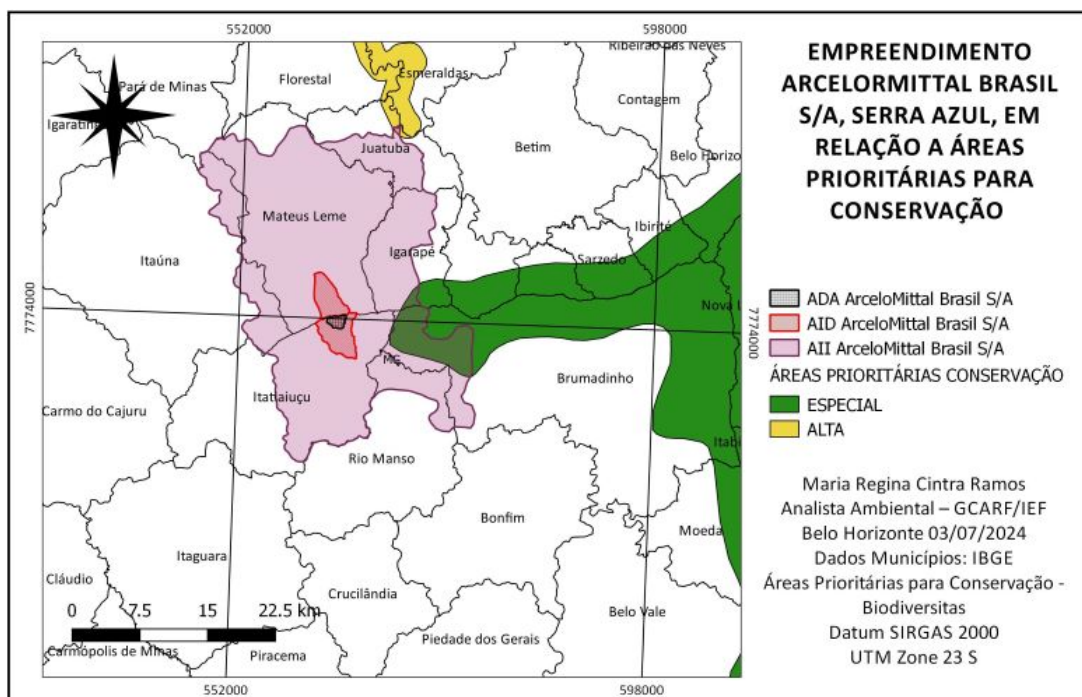 552000
598000
Ribeirão das Neves
Esmeraldas
Florestal
Pará de Minas
Contagem
Igaratin
Juatuba
Betim
Belo Horizo
Mateus Leme
Ibirité
Igarapé
Itaúna
Sarzedo
Nova L
7774000
7774000
MG
Brumadinho
Itatiaiuçu
Carmo do Cajuru
Itabi
Rio Manso
Bonfim
Moeda
Itaguara
Cláudio
Crucilândia
0 7.5 15 22.5 km
Belo Vale
Piedade dos Gerais
Carmópolis de Minas
Piracema
552000
598000
EMPREENDIMENTO
ARCELORMITTAL BRASIL
S/A, SERRA AZUL, EM
RELAÇÃO A ÁREAS
PRIORITÁRIAS PARA
CONSERVAÇÃO
ADA ArceloMittal Brasil S/A
AID ArceloMittal Brasil S/A
AII ArceloMittal Brasil S/A
ÁREAS PRIORITÁRIAS CONSERVAÇÃO
ESPECIAL
ALTA
Maria Regina Cintra Ramos
Analista Ambiental – GCARF/IEF
Belo Horizonte 03/07/2024
Dados Municípios: IBGE
Áreas Prioritárias para Conservação -
Biodiversitas
Datum SIRGAS 2000
UTM Zone 23 S